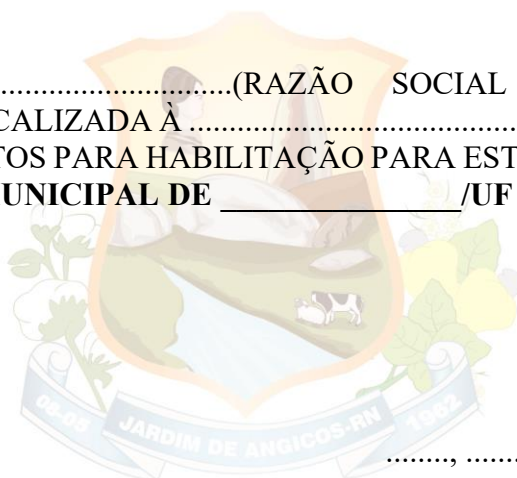 ..............................(RAZÃO SOCIAL
CALIZADA À ..........................................
TOS PARA HABILITAÇÃO PARA EST
UNICIPAL DE _______________/UF
08-05 JARDIM DE ANGICOS-RN 1962
........, ........